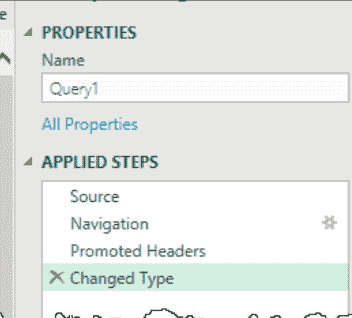 PROPERTIES
Name
Query1
All Properties
APPLIED STEPS
Source
Navigation
Promoted Headers
Changed Type